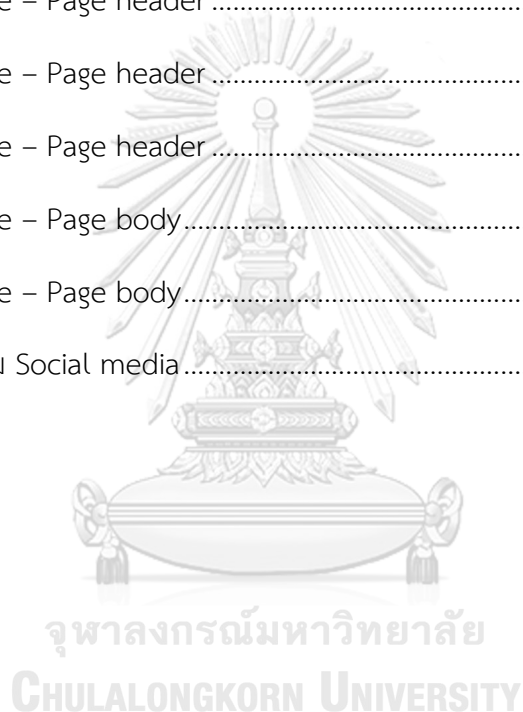 e – Page header ........................................................
e – Page header ........................................................
e – Page header ........................................................
e – Page body ............................................................
e – Page body ............................................................
Social media ............................................................
จุฬาลงกรณ์มหาวิทยาลัย
CHULALONGKORN UNIVERSITY